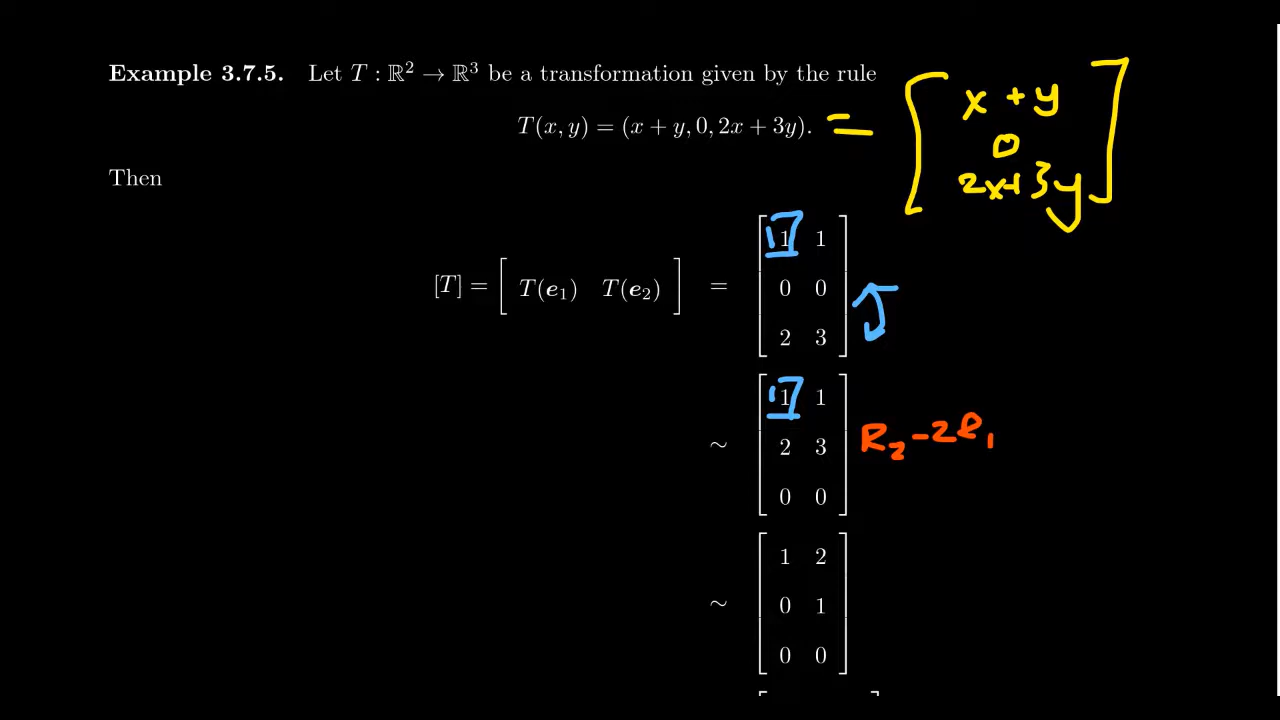 Example 3.7.5. Let T : ℝ² → ℝ³ be a transformation given by the rule
T(x, y) = (x + y, 0, 2x + 3y).
=
x + y
0
2x+3y
Then
[T] = [ T(e₁) T(e₂) ] =
1 1
0 0
2 3
∼
1 1
2 3
0 0
R₂ -2R₁
∼
1 2
0 1
0 0